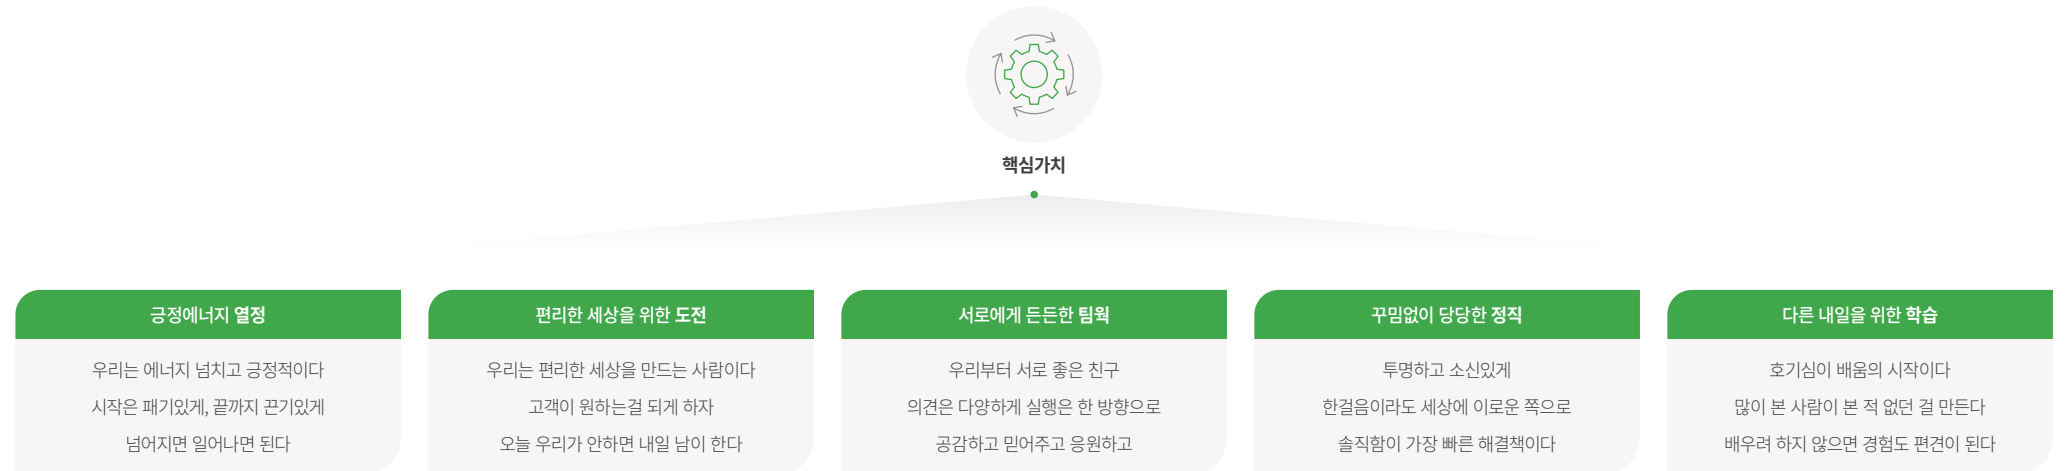 핵심가치
긍정에너지 열정
우리는 에너지 넘치고 긍정적이다
시작은 패기있게, 끝까지 끈기있게
넘어지면 일어나면 된다
편리한 세상을 위한 도전
우리는 편리한 세상을 만드는 사람이다
고객이 원하는걸 되게 하자
오늘 우리가 안하면 내일 남이 한다
서로에게 든든한 팀웍
우리부터 서로 좋은 친구
의견은 다양하게 실행은 한 방향으로
공감하고 믿어주고 응원하고
꾸밈없이 당당한 정직
투명하고 소신있게
한걸음이라도 세상에 이로운 쪽으로
솔직함이 가장 빠른 해결책이다
다른 내일을 위한 학습
호기심이 배움의 시작이다
많이 본 사람이 본 적 없던 걸 만든다
배우려 하지 않으면 경험도 편견이 된다